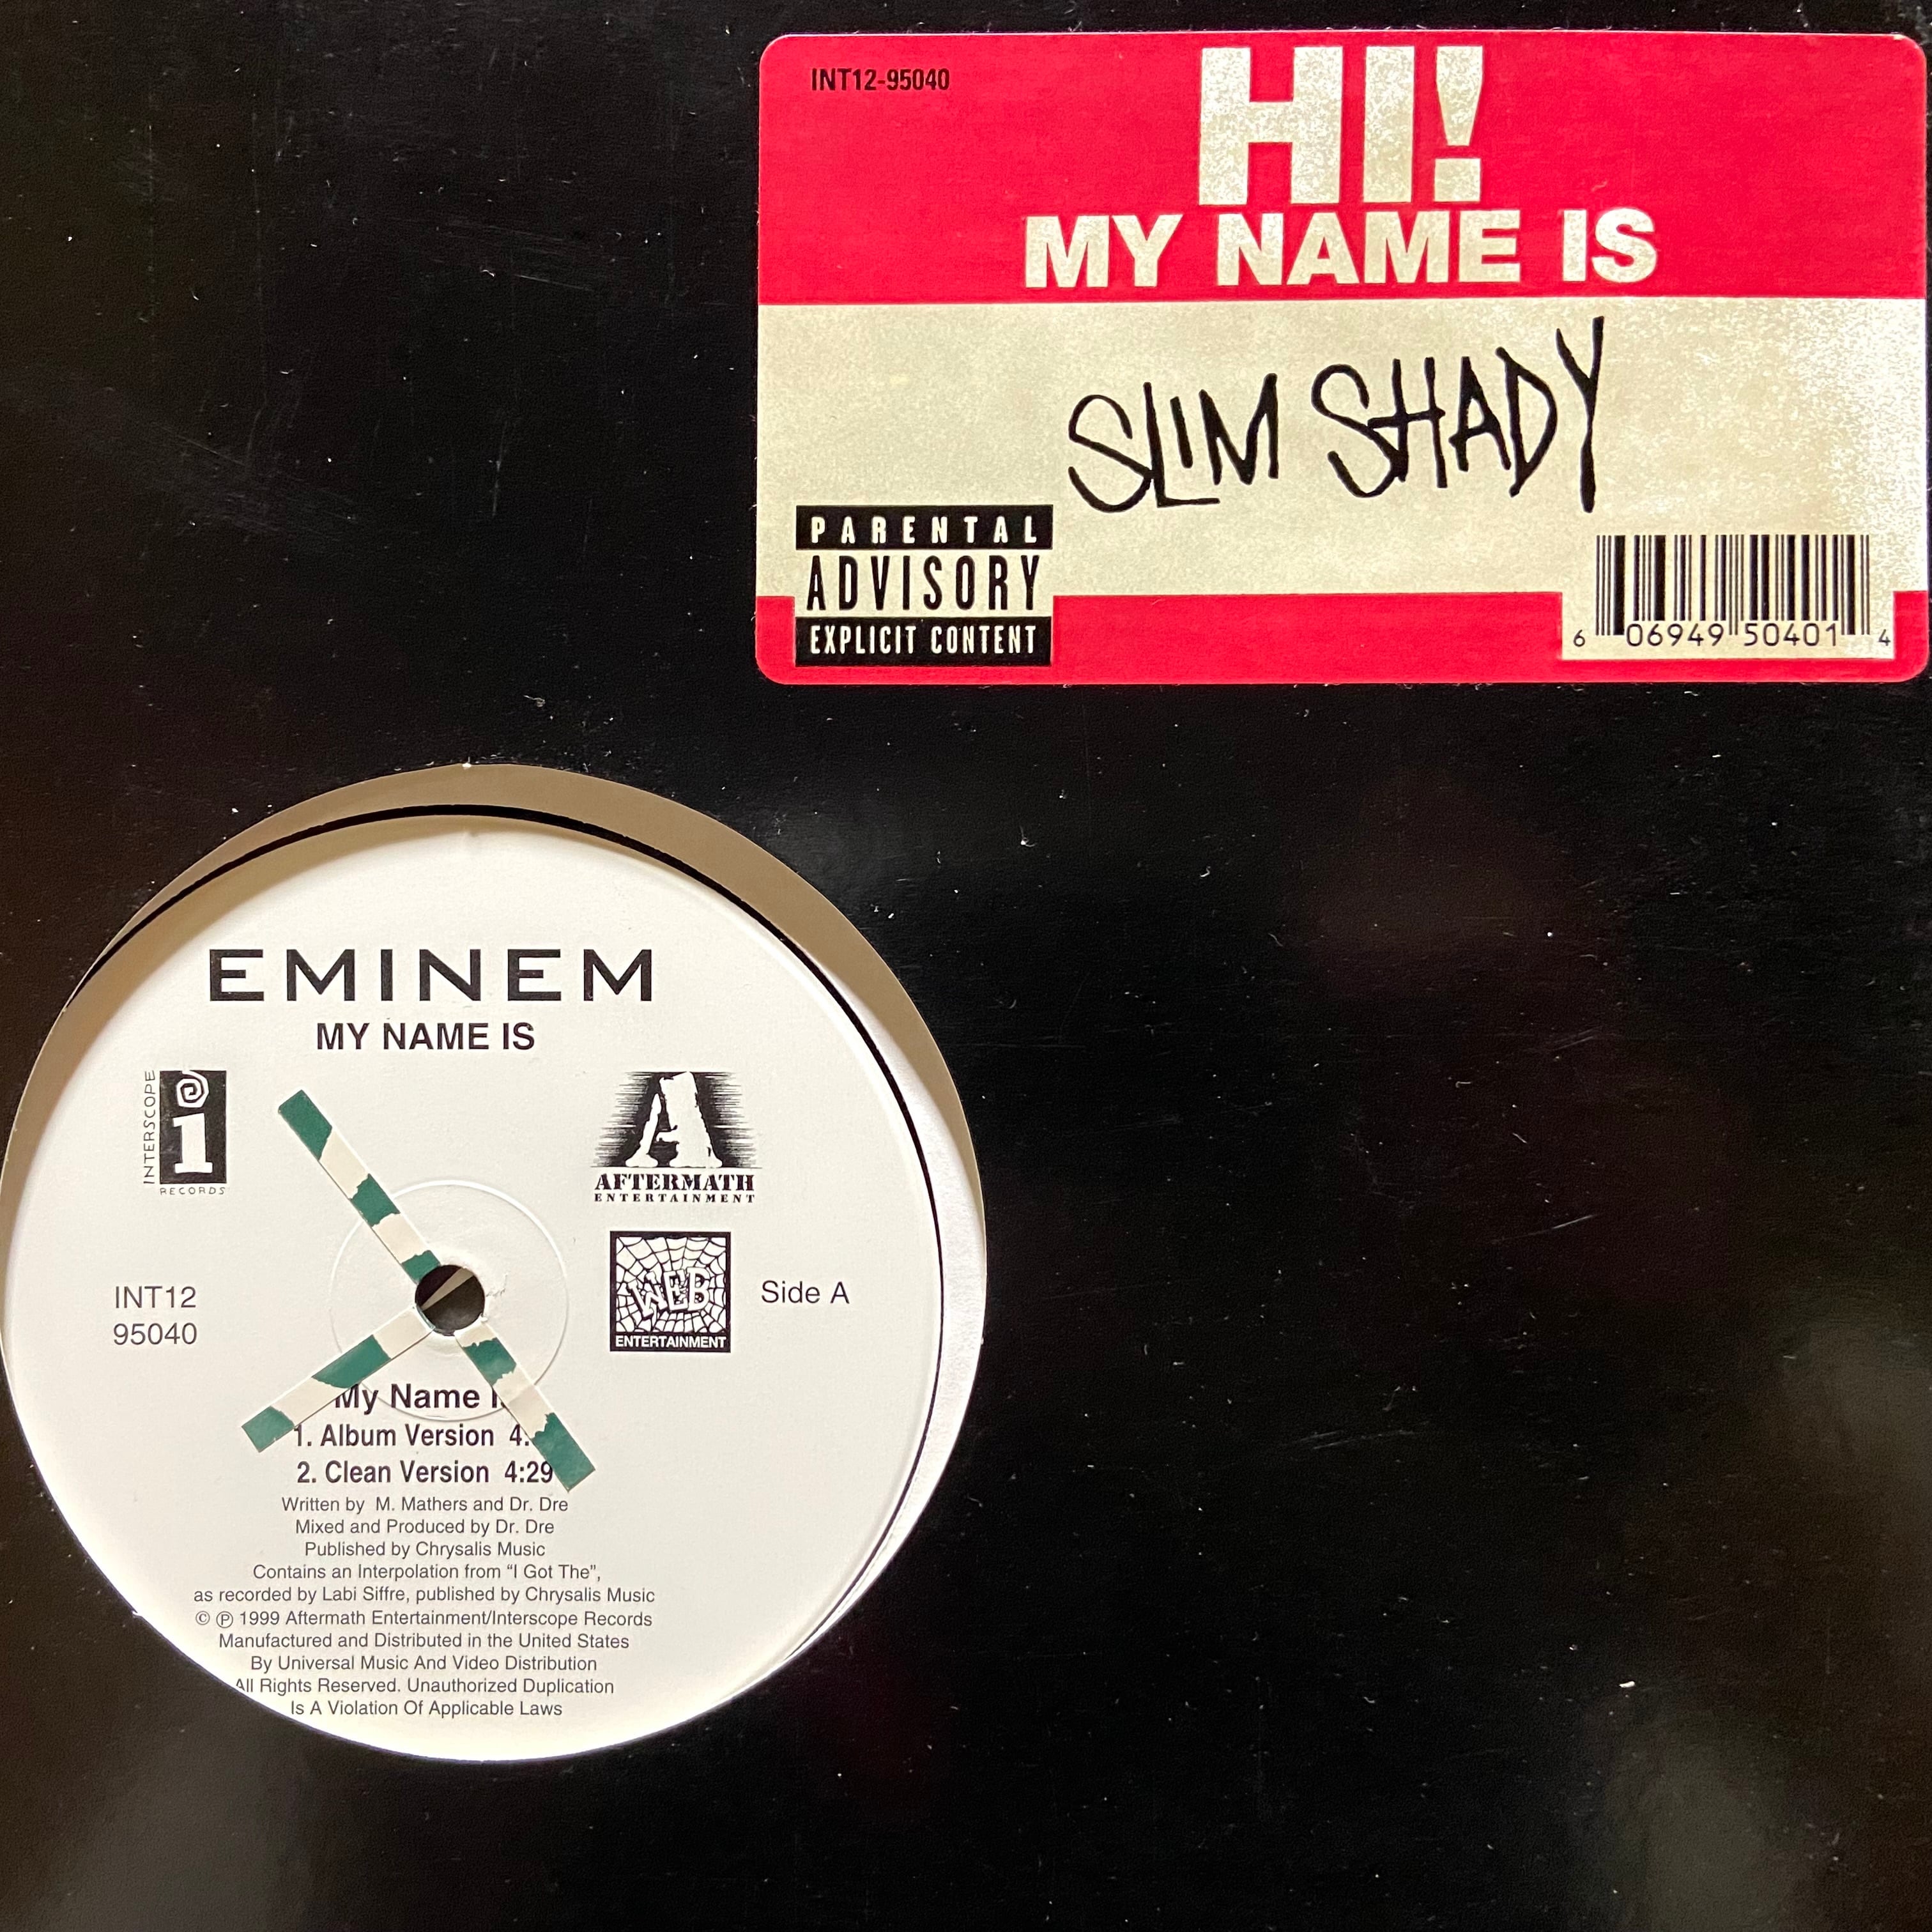 INT12-95040
HI!
MY NAME IS
SLIM SHADY
PARENTAL
ADVISORY
EXPLICIT CONTENT
6 06949 50401 4
EMINEM
MY NAME IS
INTERSCOPE
i
RECORDS
A
AFTERMATH
ENTERTAINMENT
WEB
ENTERTAINMENT
Side A
INT12
95040
My Name
1. Album Version 4:
2. Clean Version 4:29
Written by M. Mathers and Dr. Dre
Mixed and Produced by Dr. Dre
Published by Chrysalis Music
Contains an Interpolation from “I Got The”,
as recorded by Labi Siffre, published by Chrysalis Music
© ℗ 1999 Aftermath Entertainment/Interscope Records
Manufactured and Distributed in the United States
By Universal Music And Video Distribution
All Rights Reserved. Unauthorized Duplication
Is A Violation Of Applicable Laws